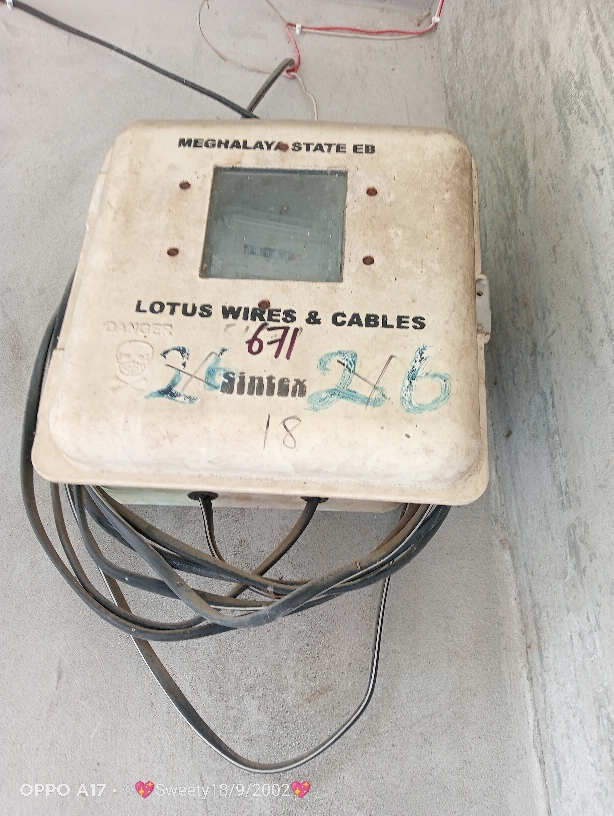 MEGHALAYA STATE EB
LOTUS WIRES & CABLES
DANGER
671
26 Sintex 26
18
OPPO A17 · ©💖Sweety18/9/2002💖